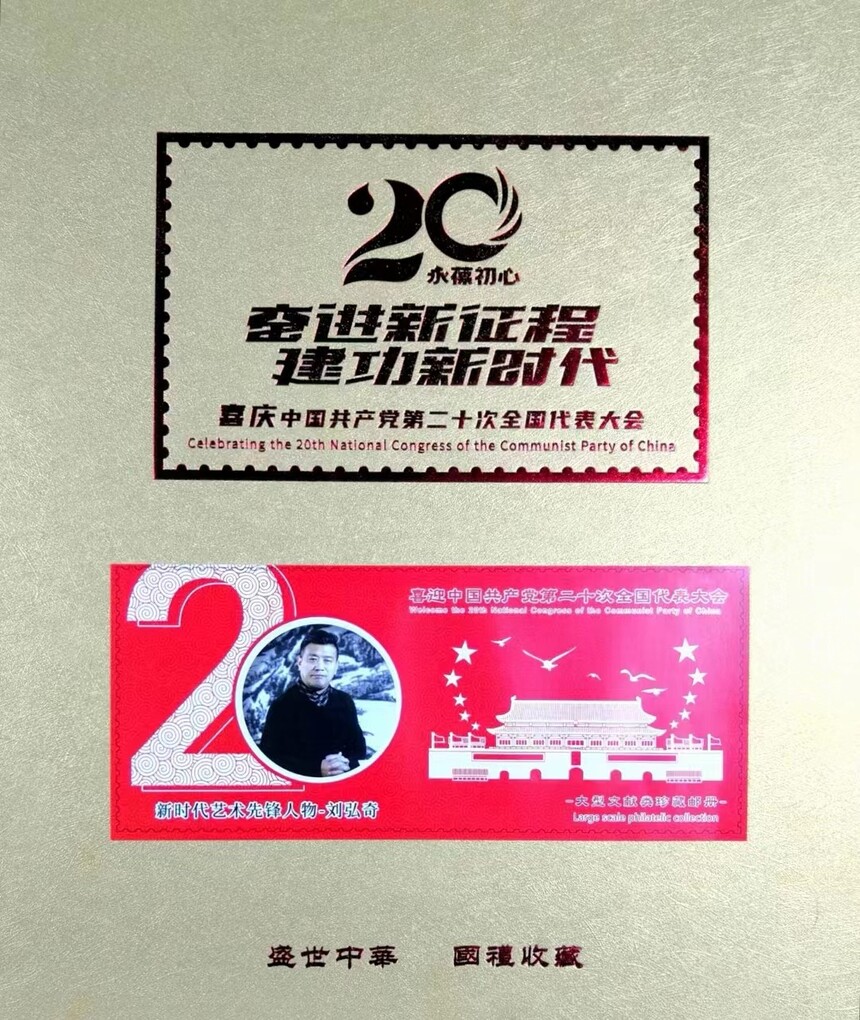 20
永葆初心
奋进新征程
建功新时代
喜庆中国共产党第二十次全国代表大会
Celebrating the 20th National Congress of the Communist Party of China
20
喜迎中国共产党第二十次全国代表大会
Welcome the 20th National Congress of the Communist Party of China
新时代艺术先锋人物-刘弘奇
-大型文献类珍藏邮册-
Large scale philatelic collection
盛世中華 國禮收藏